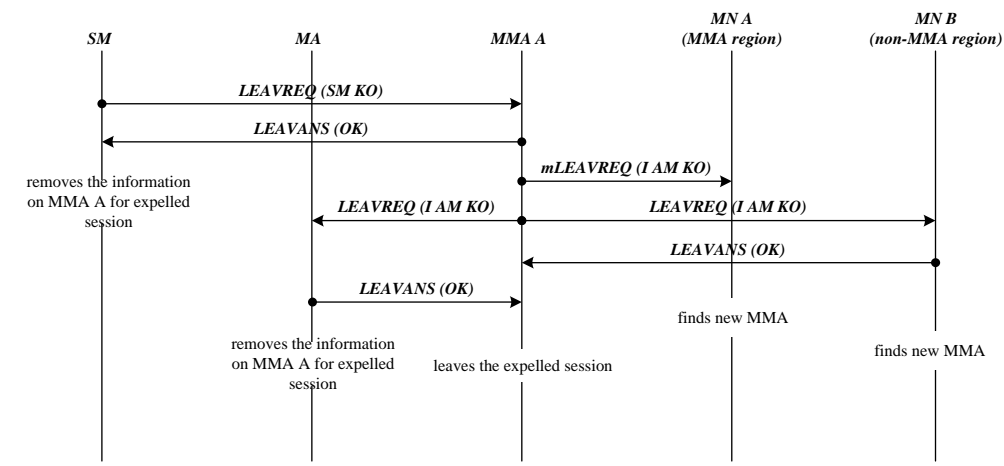 SM
MA
MMA A
MN A
(MMA region)
MN B
(non-MMA region)
LEAVREQ (SM KO)
LEAVANS (OK)
mLEAVREQ (I AM KO)
removes the information
on MMA A for expelled
session
LEAVREQ (I AM KO)
LEAVREQ (I AM KO)
LEAVANS (OK)
LEAVANS (OK)
finds new MMA
removes the information
on MMA A for expelled
session
leaves the expelled session
finds new MMA